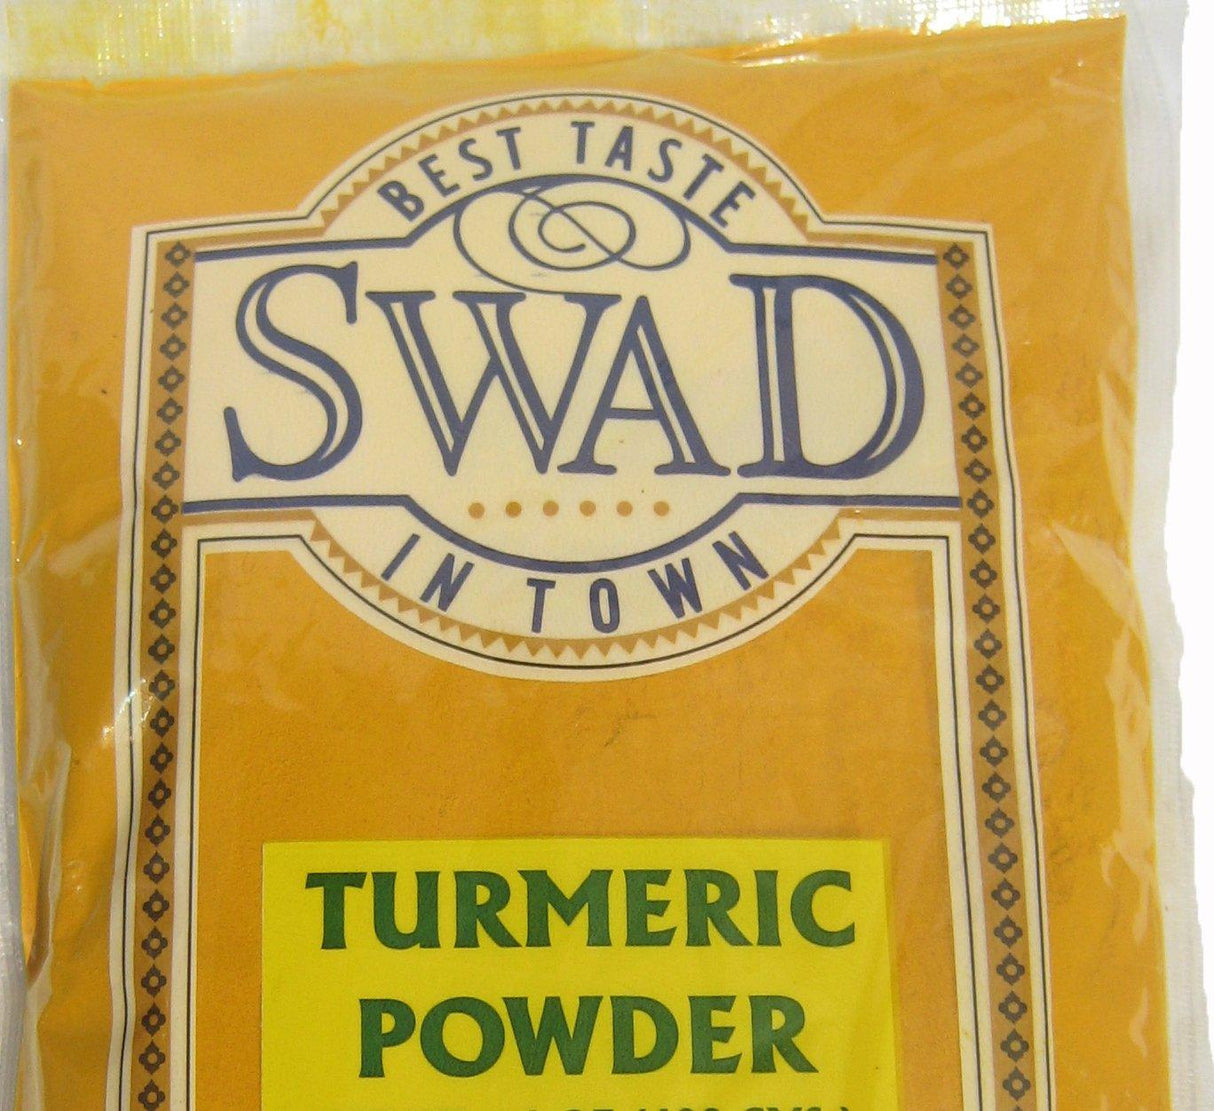 BEST TASTE
SWAD
IN TOWN
TURMERIC
POWDER